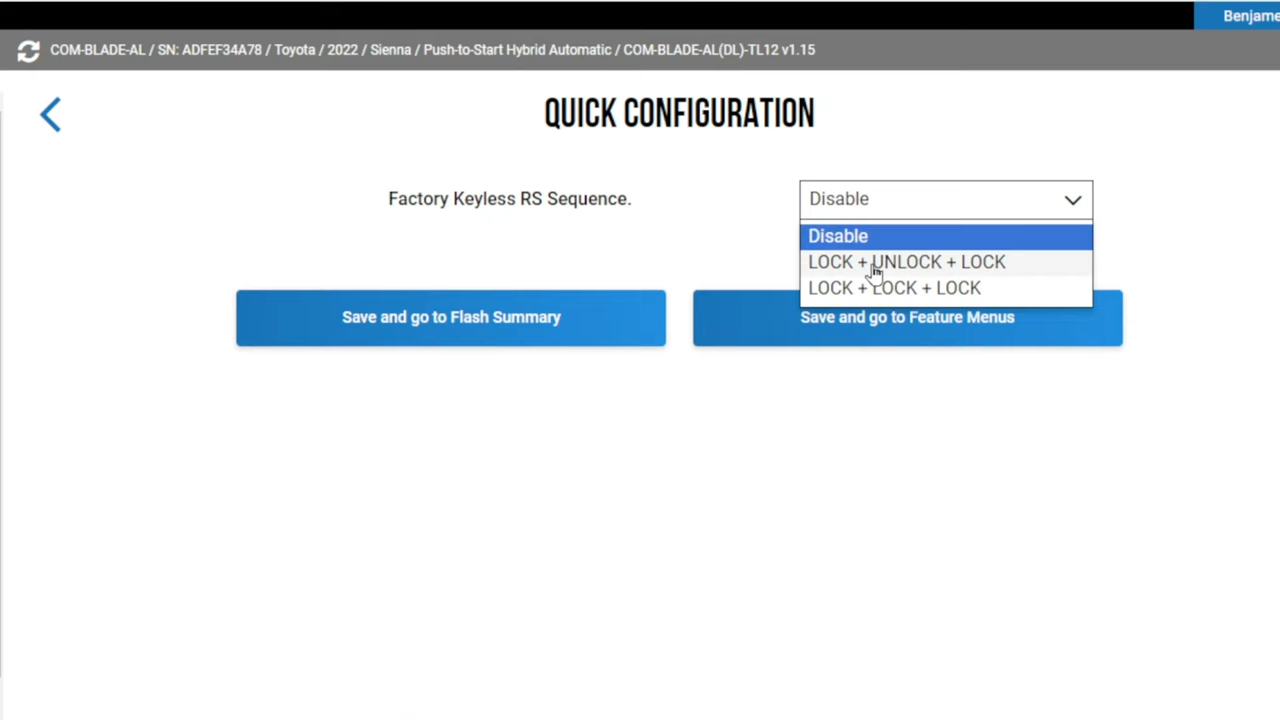 Benjame
COM-BLADE-AL / SN: ADFEF34A78 / Toyota / 2022 / Sienna / Push-to-Start Hybrid Automatic / COM-BLADE-AL(DL)-TL12 v1.15
QUICK CONFIGURATION
Factory Keyless RS Sequence.
Disable
Disable
LOCK + UNLOCK + LOCK
LOCK + LOCK + LOCK
Save and go to Flash Summary
Save and go to Feature Menus